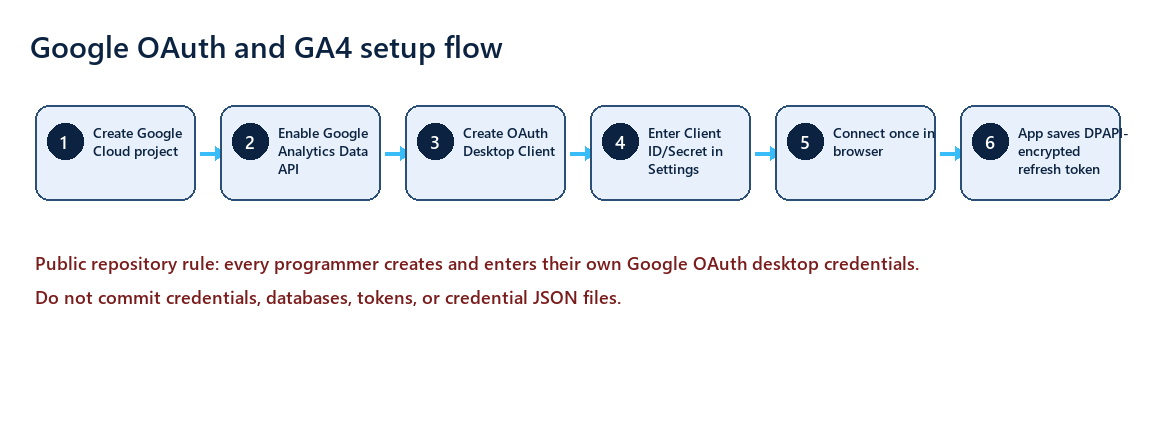 Google OAuth and GA4 setup flow
1
Create Google
Cloud project
2
Enable Google
Analytics Data
API
3
Create OAuth
Desktop Client
4
Enter Client
ID/Secret in
Settings
5
Connect once in
browser
6
App saves DPAPI-
encrypted
refresh token
Public repository rule: every programmer creates and enters their own Google OAuth desktop credentials.
Do not commit credentials, databases, tokens, or credential JSON files.